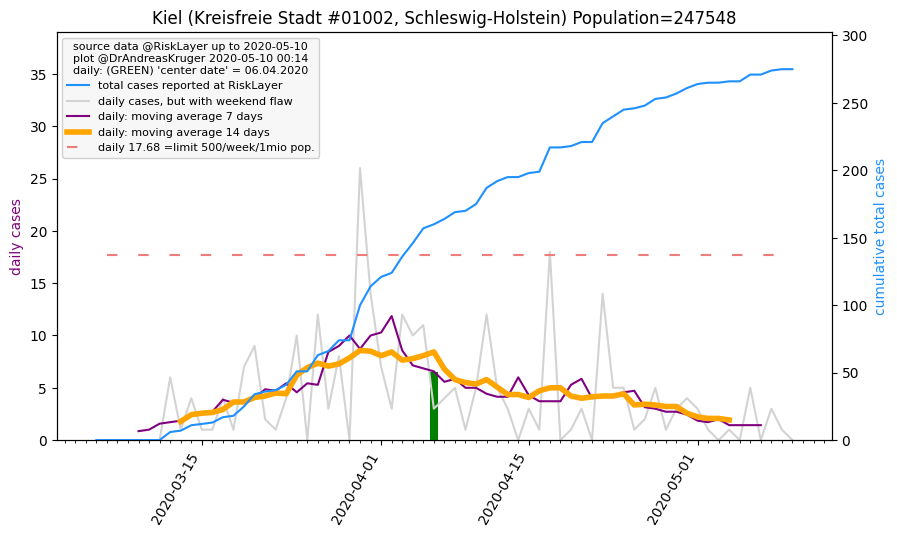 Kiel (Kreisfreie Stadt #01002, Schleswig-Holstein) Population=247548
source data @RiskLayer up to 2020-05-10
plot @DrAndreasKruger 2020-05-10 00:14
daily: (GREEN) 'center date' = 06.04.2020
total cases reported at RiskLayer
daily cases, but with weekend flaw
daily: moving average 7 days
daily: moving average 14 days
daily 17.68 =limit 500/week/1mio pop.
daily cases
35
30
25
20
15
10
5
0
300
250
200
150
100
50
0
cumulative total cases
2020-03-15
2020-04-01
2020-04-15
2020-05-01